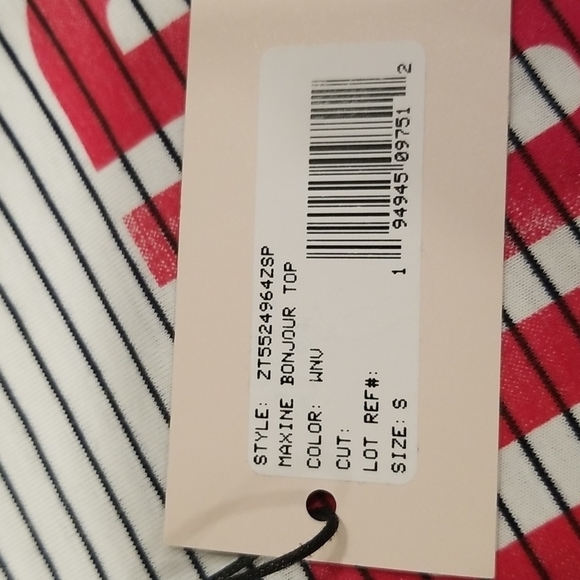 STYLE: ZT5524964ZSP
MAXINE BONJOUR TOP
COLOR: WNV
CUT:
LOT REF#:
SIZE: S
1 94945 09751 2